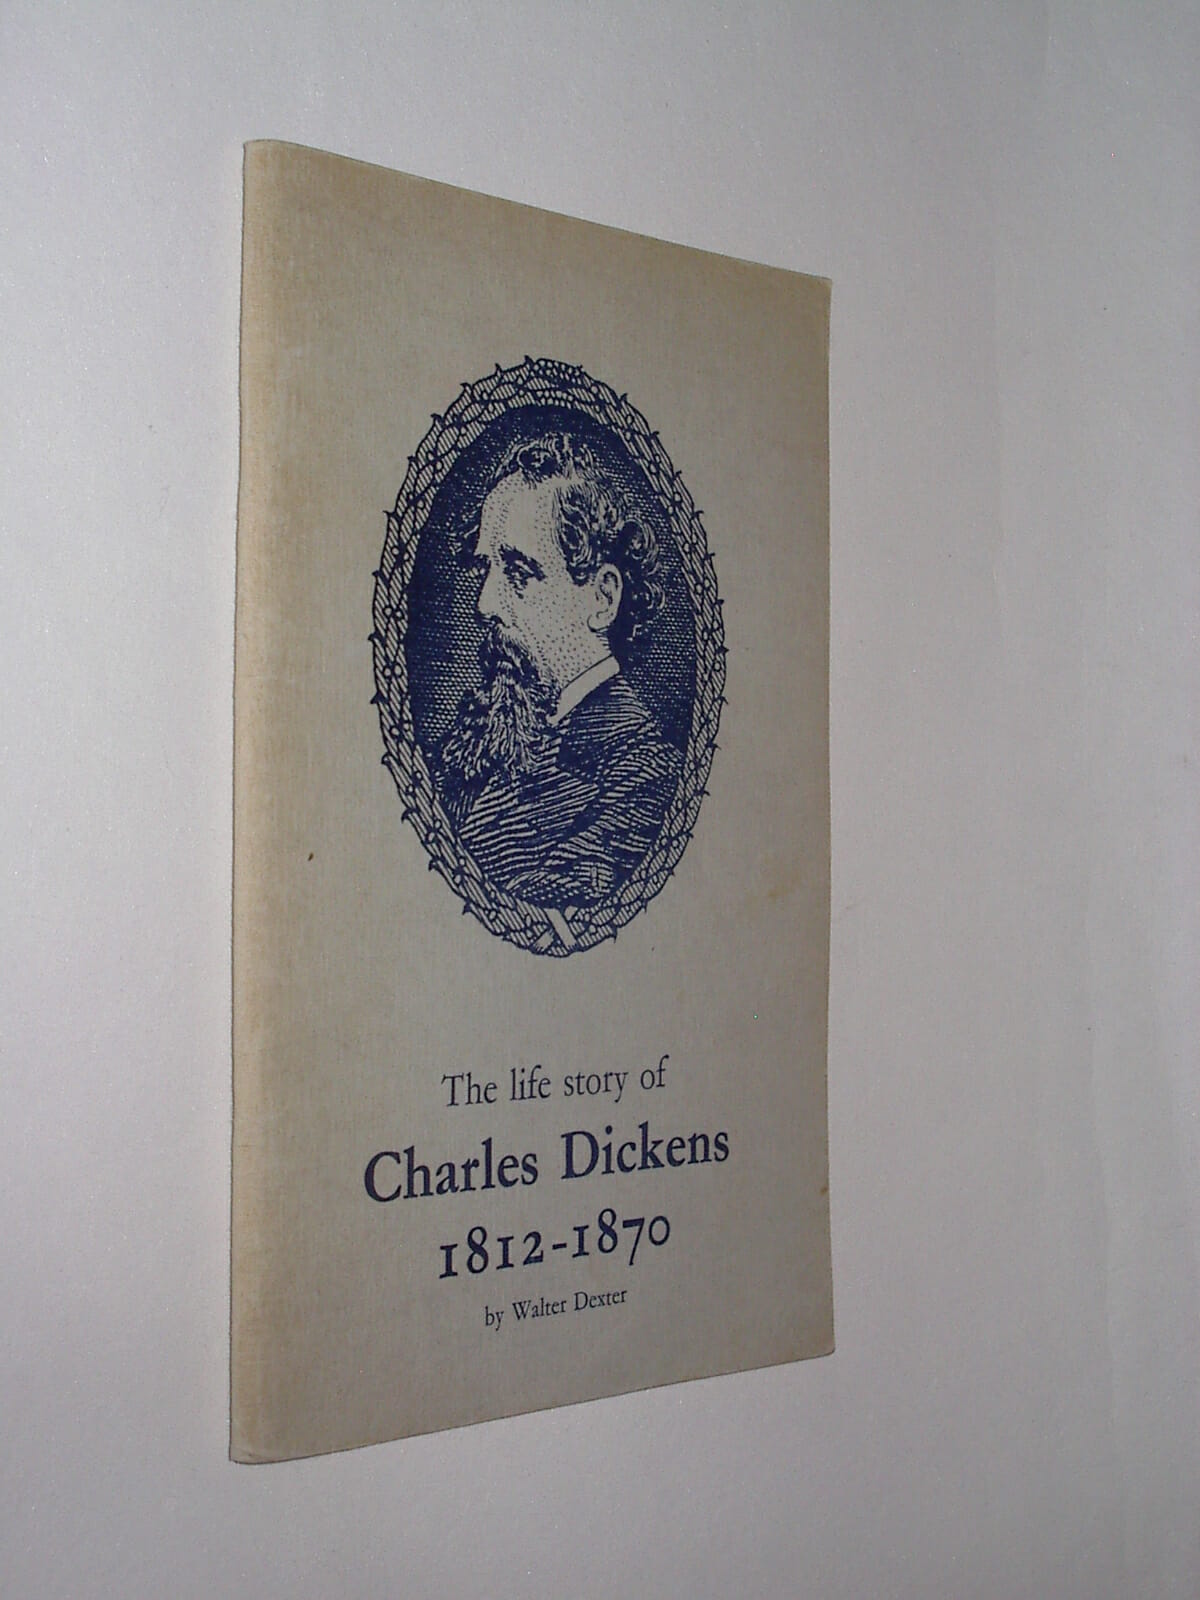 The life story of
Charles Dickens
1812-1870
by Walter Dexter